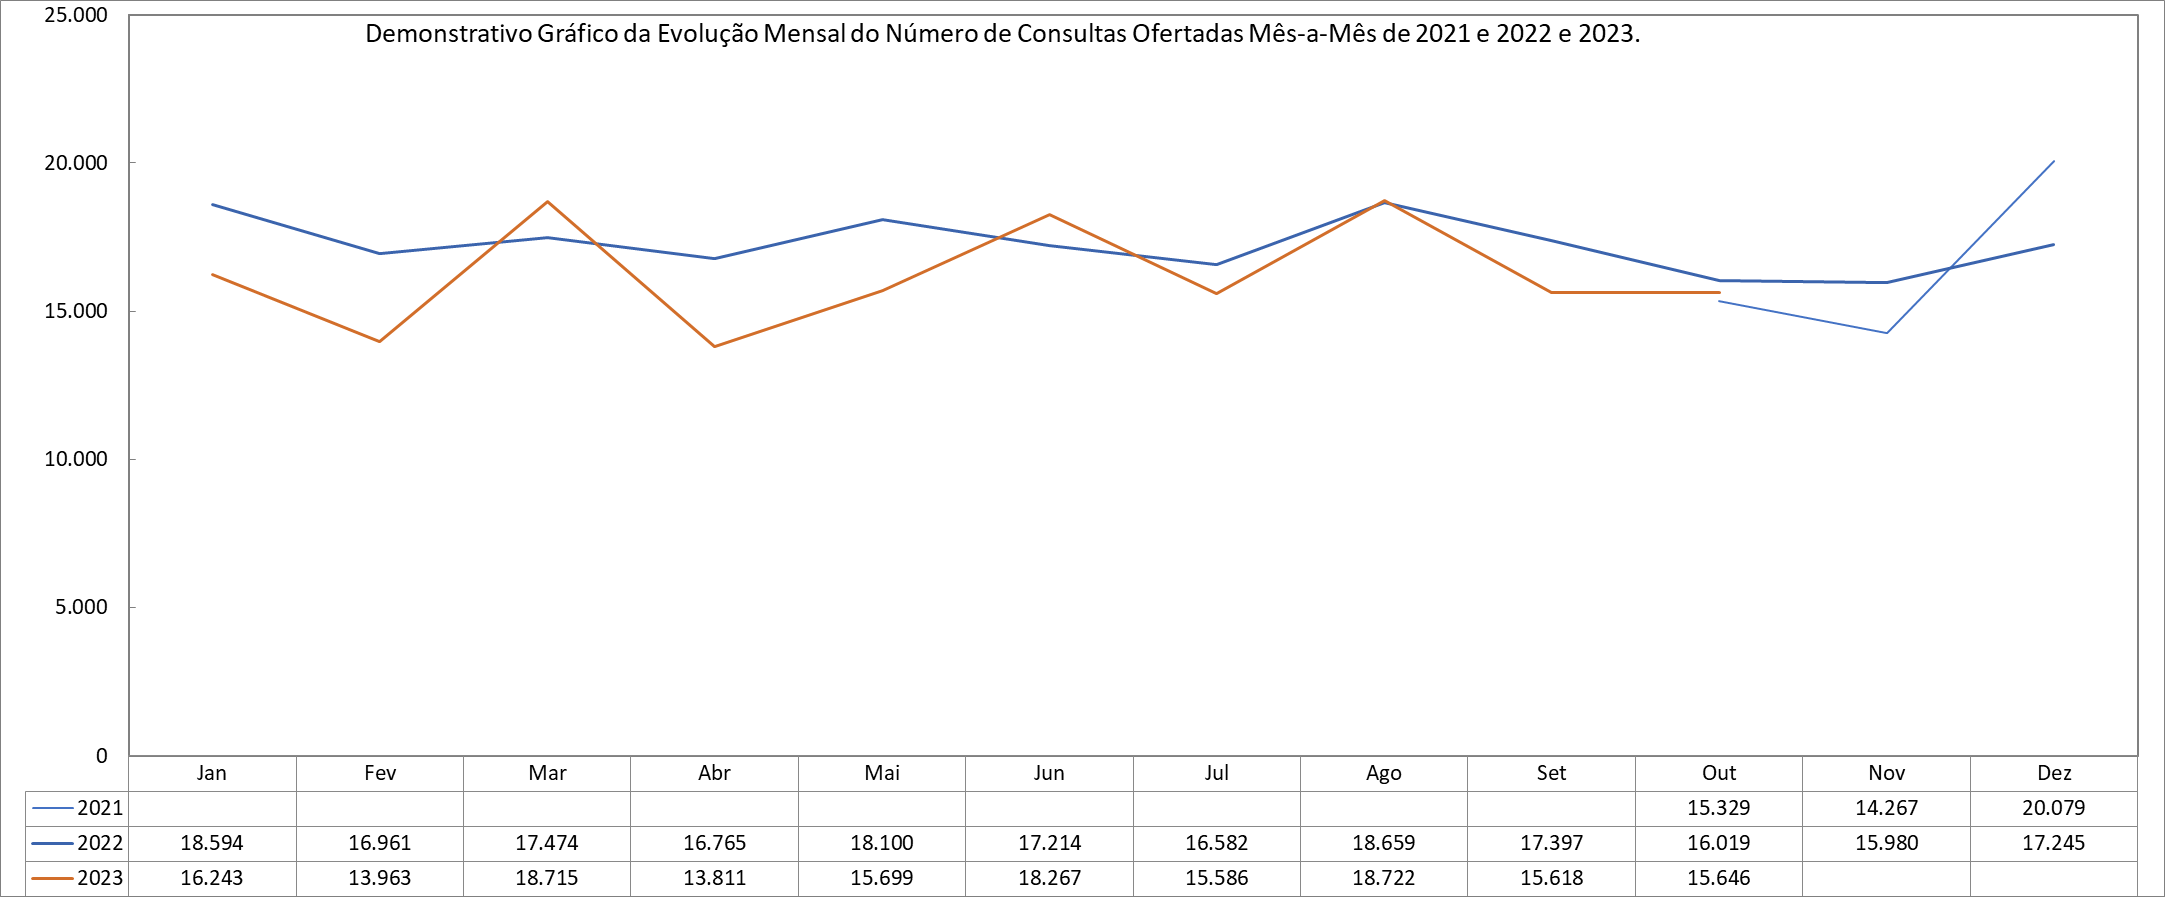 Demonstrativo Gráfico da Evolução Mensal do Número de Consultas Ofertadas Mês-a-Mês de 2021 e 2022 e 2023.
25.000
20.000
15.000
10.000
5.000
0
Jan Fev Mar Abr Mai Jun Jul Ago Set Out Nov Dez
2021 15.329 14.267 20.079
2022 18.594 16.961 17.474 16.765 18.100 17.214 16.582 18.659 17.397 16.019 15.980 17.245
2023 16.243 13.963 18.715 13.811 15.699 18.267 15.586 18.722 15.618 15.646